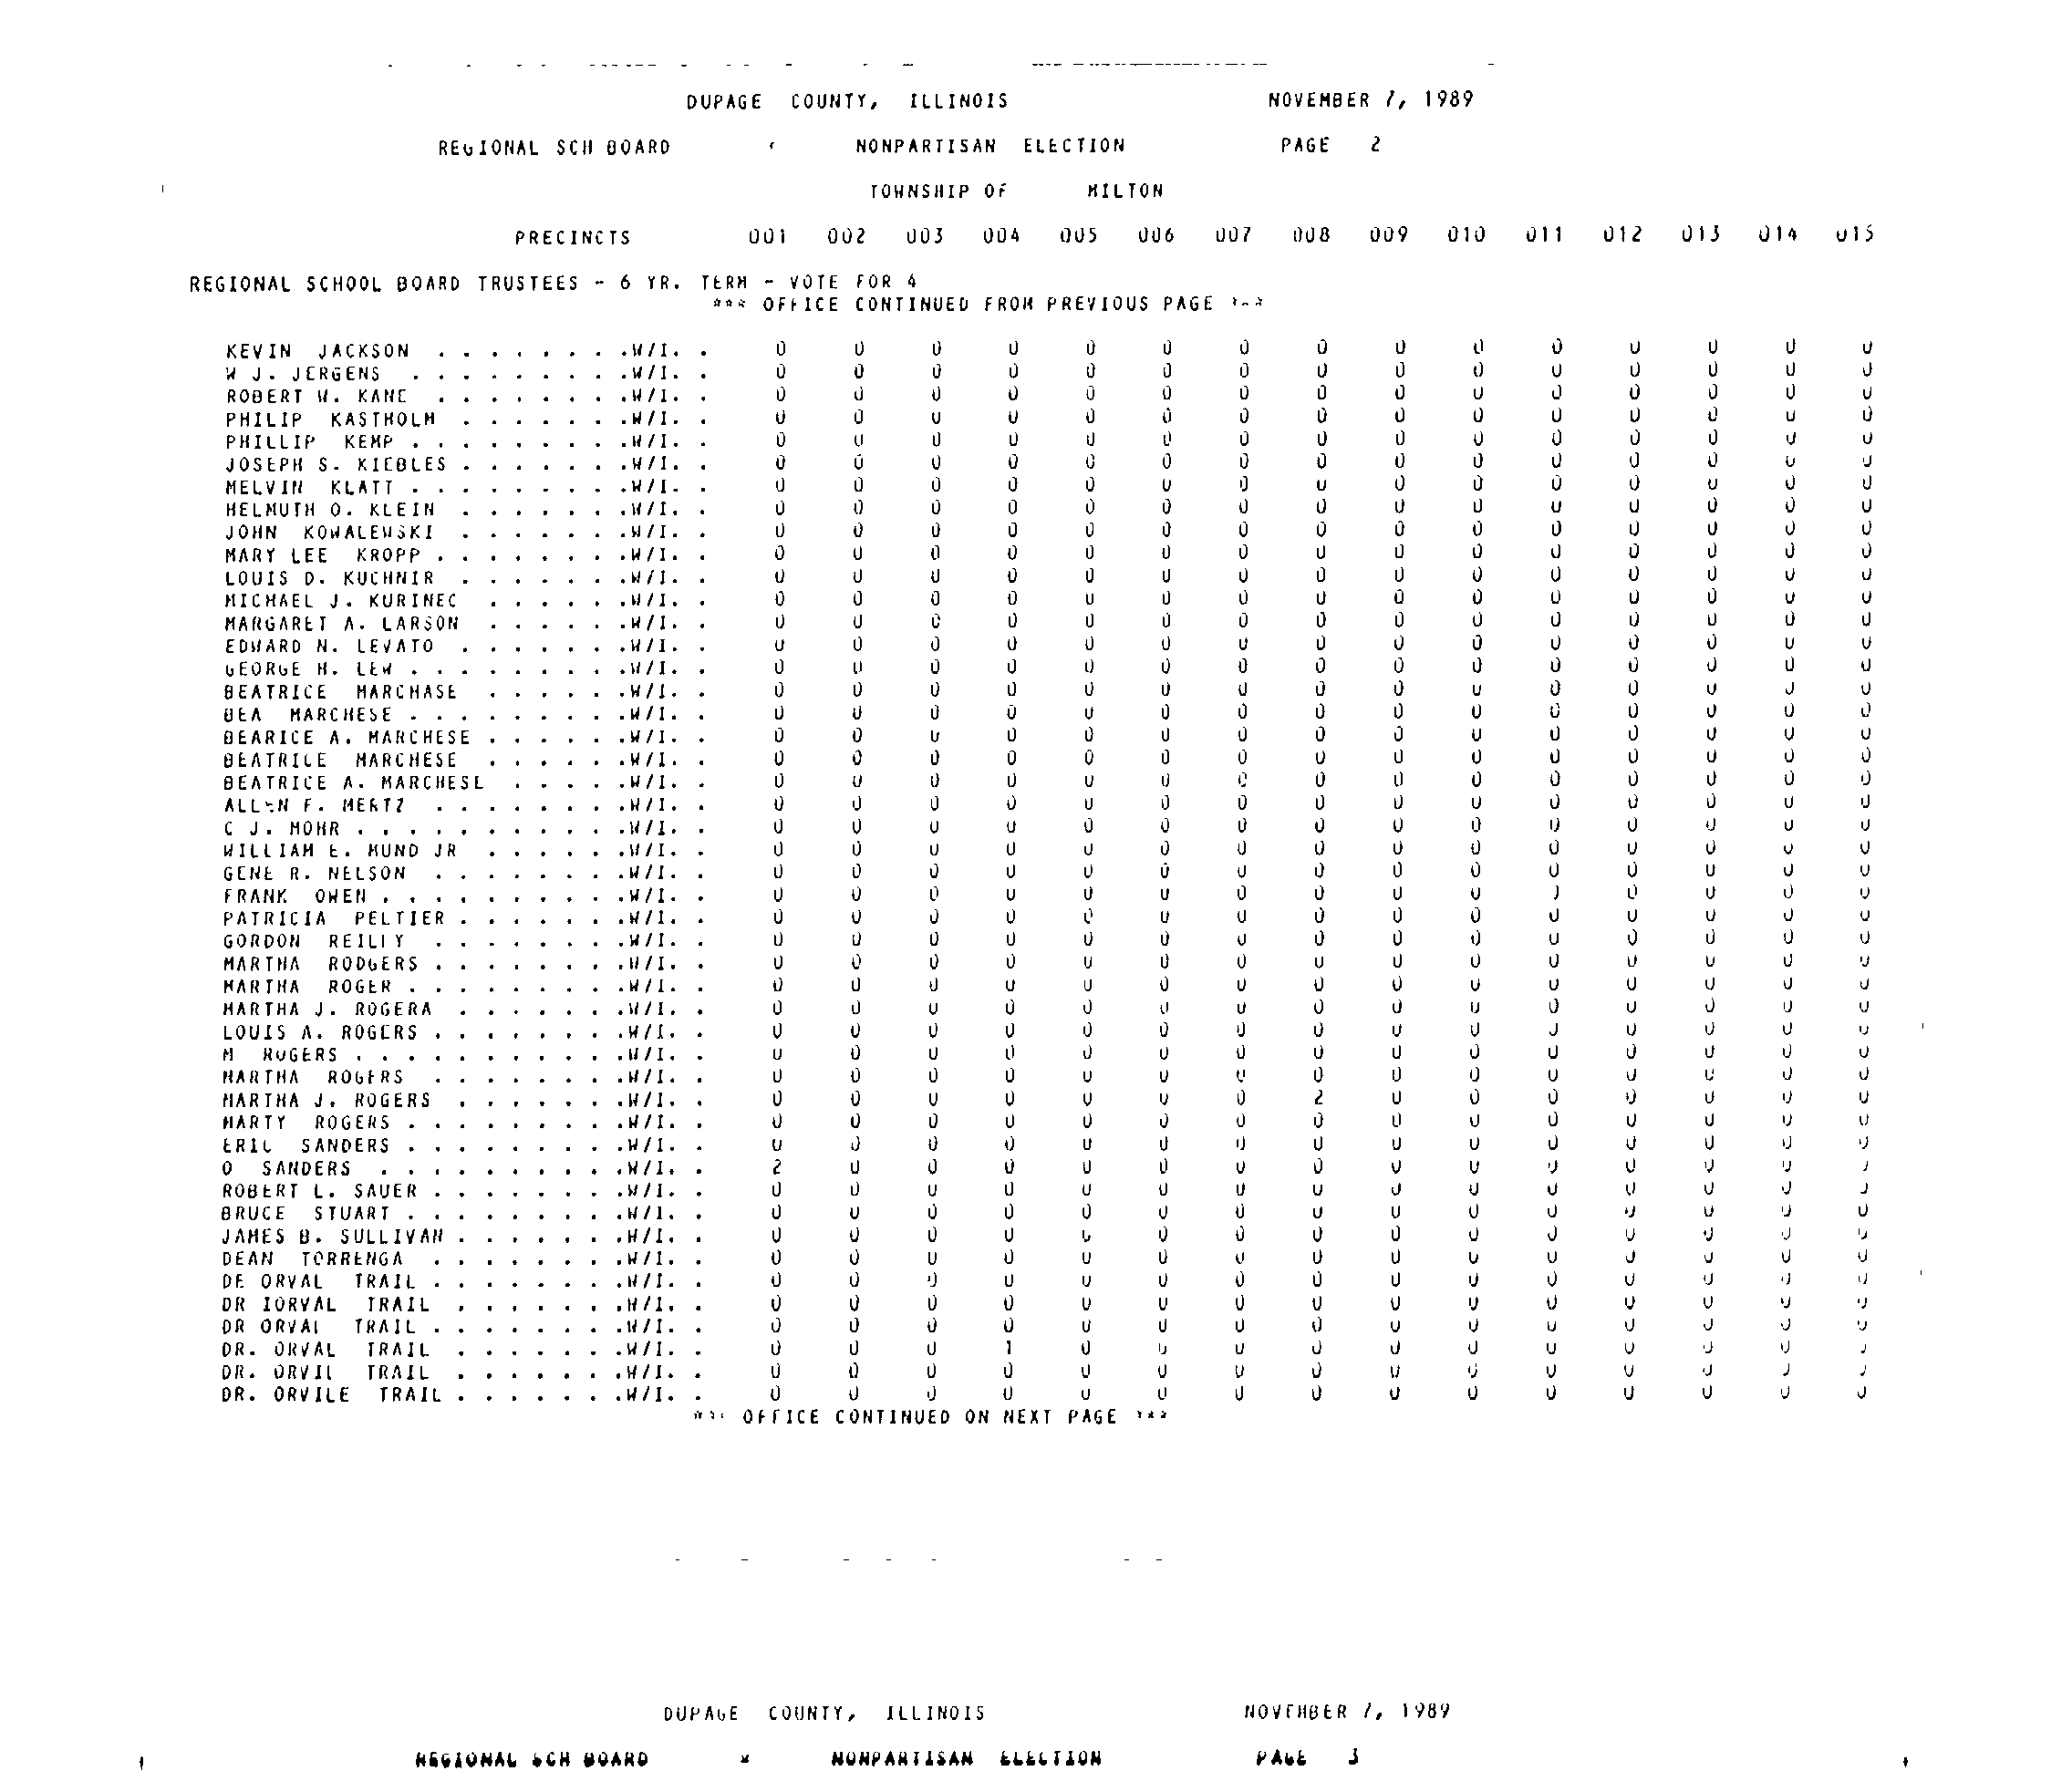 DUPAGE COUNTY, ILLINOIS NOVEMBER 7, 1989
REGIONAL SCH BOARD NONPARTISAN ELECTION PAGE 2
TOWNSHIP OF MILTON
PRECINCTS 001 002 003 004 005 006 007 008 009 010 011 012 013 014 015
REGIONAL SCHOOL BOARD TRUSTEES - 6 YR. TERM - VOTE FOR 4
*** OFFICE CONTINUED FROM PREVIOUS PAGE ***
KEVIN JACKSON . . . . . . . .W/I. . 0 0 0 0 0 0 0 0 0 0 0 0 0 0 0
W J. JERGENS . . . . . . . . .W/I. . 0 0 0 0 0 0 0 0 0 0 0 0 0 0 0
ROBERT W. KANE . . . . . . . .W/I. . 0 0 0 0 0 0 0 0 0 0 0 0 0 0 0
PHILIP KASTHOLM . . . . . . .W/I. . 0 0 0 0 0 0 0 0 0 0 0 0 0 0 0
PHILLIP KEMP . . . . . . . . .W/I. . 0 0 0 0 0 0 0 0 0 0 0 0 0 0 0
JOSEPH S. KIEBLES . . . . . . .W/I. . 0 0 0 0 0 0 0 0 0 0 0 0 0 0 0
MELVIN KLATT . . . . . . . . .W/I. . 0 0 0 0 0 0 0 0 0 0 0 0 0 0 0
HELMUTH O. KLEIN . . . . . . .W/I. . 0 0 0 0 0 0 0 0 0 0 0 0 0 0 0
JOHN KOWALEWSKI . . . . . . .W/I. . 0 0 0 0 0 0 0 0 0 0 0 0 0 0 0
MARY LEE KROPP . . . . . . . .W/I. . 0 0 0 0 0 0 0 0 0 0 0 0 0 0 0
LOUIS D. KUCHNIR . . . . . . .W/I. . 0 0 0 0 0 0 0 0 0 0 0 0 0 0 0
MICHAEL J. KURINEC . . . . . .W/I. . 0 0 0 0 0 0 0 0 0 0 0 0 0 0 0
MARGARET A. LARSON . . . . . .W/I. . 0 0 0 0 0 0 0 0 0 0 0 0 0 0 0
EDWARD N. LEVATO . . . . . . .W/I. . 0 0 0 0 0 0 0 0 0 0 0 0 0 0 0
GEORGE H. LEW . . . . . . . . .W/I. . 0 0 0 0 0 0 0 0 0 0 0 0 0 0 0
BEATRICE MARCHASE . . . . . .W/I. . 0 0 0 0 0 0 0 0 0 0 0 0 0 0 0
BEA MARCHESE . . . . . . . . .W/I. . 0 0 0 0 0 0 0 0 0 0 0 0 0 0 0
BEARICE A. MARCHESE . . . . . .W/I. . 0 0 0 0 0 0 0 0 0 0 0 0 0 0 0
BEATRICE MARCHESE . . . . . .W/I. . 0 0 0 0 0 0 0 0 0 0 0 0 0 0 0
BEATRICE A. MARCHESE . . . . .W/I. . 0 0 0 0 0 0 0 0 0 0 0 0 0 0 0
ALLEN F. MERTZ . . . . . . . .W/I. . 0 0 0 0 0 0 0 0 0 0 0 0 0 0 0
C J. MOHR . . . . . . . . . . .W/I. . 0 0 0 0 0 0 0 0 0 0 0 0 0 0 0
WILLIAM E. MUND JR . . . . . .W/I. . 0 0 0 0 0 0 0 0 0 0 0 0 0 0 0
GENE R. NELSON . . . . . . . .W/I. . 0 0 0 0 0 0 0 0 0 0 0 0 0 0 0
FRANK OWEN . . . . . . . . . .W/I. . 0 0 0 0 0 0 0 0 0 0 0 0 0 0 0
PATRICIA PELTIER . . . . . . .W/I. . 0 0 0 0 0 0 0 0 0 0 0 0 0 0 0
GORDON REILLY . . . . . . . .W/I. . 0 0 0 0 0 0 0 0 0 0 0 0 0 0 0
MARTHA RODGERS . . . . . . . .W/I. . 0 0 0 0 0 0 0 0 0 0 0 0 0 0 0
MARTHA ROGER . . . . . . . . .W/I. . 0 0 0 0 0 0 0 0 0 0 0 0 0 0 0
MARTHA J. ROGERA . . . . . . .W/I. . 0 0 0 0 0 0 0 0 0 0 0 0 0 0 0
LOUIS A. ROGERS . . . . . . . .W/I. . 0 0 0 0 0 0 0 0 0 0 0 0 0 0 0
M ROGERS . . . . . . . . . . .W/I. . 0 0 0 0 0 0 0 0 0 0 0 0 0 0 0
MARTHA ROGERS . . . . . . . .W/I. . 0 0 0 0 0 0 0 0 0 0 0 0 0 0 0
MARTHA J. ROGERS . . . . . . .W/I. . 0 0 0 0 0 0 0 2 0 0 0 0 0 0 0
MARTY ROGERS . . . . . . . . .W/I. . 0 0 0 0 0 0 0 0 0 0 0 0 0 0 0
ERIC SANDERS . . . . . . . . .W/I. . 0 0 0 0 0 0 0 0 0 0 0 0 0 0 0
O SANDERS . . . . . . . . . .W/I. . 2 0 0 0 0 0 0 0 0 0 0 0 0 0 0
ROBERT L. SAUER . . . . . . . .W/I. . 0 0 0 0 0 0 0 0 0 0 0 0 0 0 0
BRUCE STUART . . . . . . . . .W/I. . 0 0 0 0 0 0 0 0 0 0 0 0 0 0 0
JAMES B. SULLIVAN . . . . . . .W/I. . 0 0 0 0 0 0 0 0 0 0 0 0 0 0 0
DEAN TORRENGA . . . . . . . .W/I. . 0 0 0 0 0 0 0 0 0 0 0 0 0 0 0
DE ORVAL TRAIL . . . . . . . .W/I. . 0 0 0 0 0 0 0 0 0 0 0 0 0 0 0
DR IORVAL TRAIL . . . . . . .W/I. . 0 0 0 0 0 0 0 0 0 0 0 0 0 0 0
DR ORVAL TRAIL . . . . . . . .W/I. . 0 0 0 0 0 0 0 0 0 0 0 0 0 0 0
DR. ORVAL TRAIL . . . . . . .W/I. . 0 0 0 1 0 0 0 0 0 0 0 0 0 0 0
DR. ORVIL TRAIL . . . . . . .W/I. . 0 0 0 0 0 0 0 0 0 0 0 0 0 0 0
DR. ORVILE TRAIL . . . . . . .W/I. . 0 0 0 0 0 0 0 0 0 0 0 0 0 0 0
*** OFFICE CONTINUED ON NEXT PAGE ***
DUPAGE COUNTY, ILLINOIS NOVEMBER 7, 1989
REGIONAL SCH BOARD * NONPARTISAN ELECTION PAGE 3